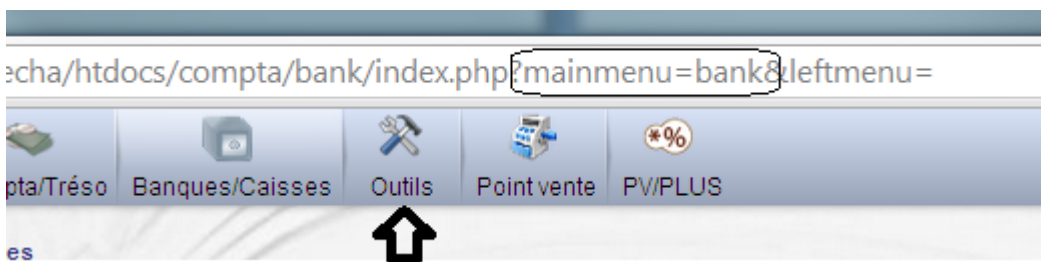 echa/htdocs/compta/bank/index.php?mainmenu=bank&leftmenu=
pta/Tréso Banques/Caisses Outils Point vente PV/PLUS
es